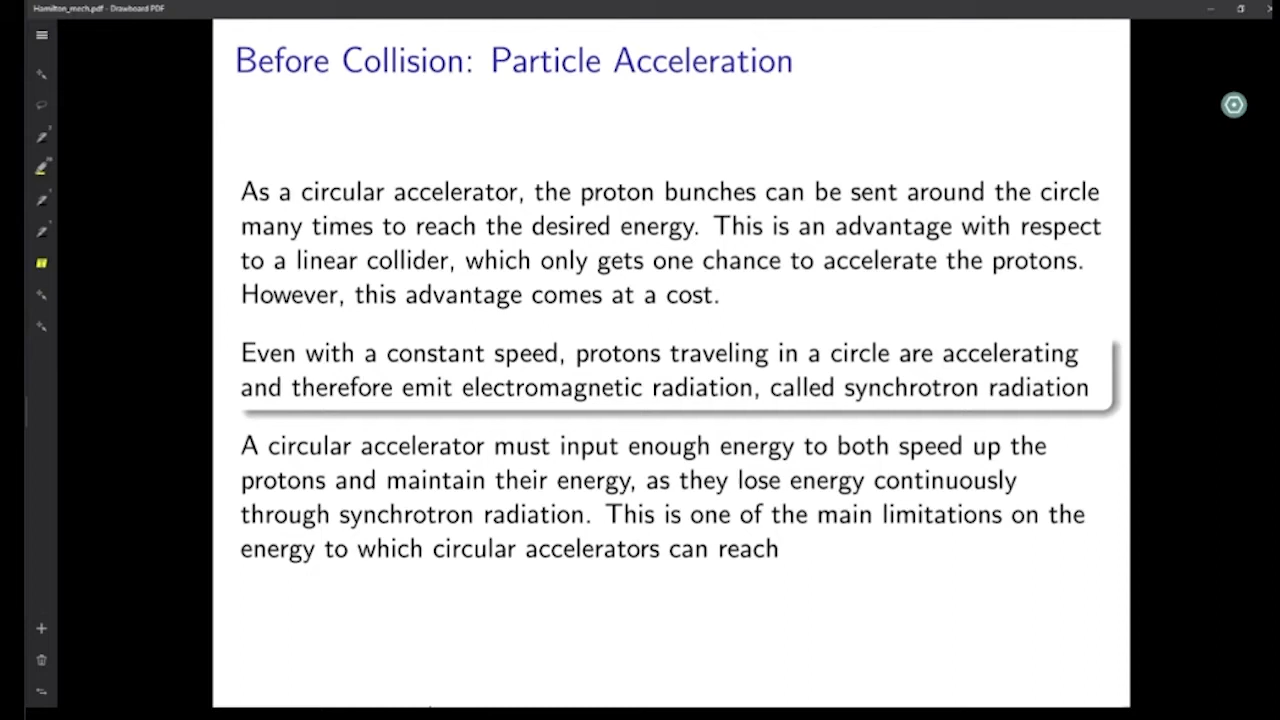 Hamilton_mech.pdf - Drawboard PDF
Before Collision: Particle Acceleration
As a circular accelerator, the proton bunches can be sent around the circle
many times to reach the desired energy. This is an advantage with respect
to a linear collider, which only gets one chance to accelerate the protons.
However, this advantage comes at a cost.
Even with a constant speed, protons traveling in a circle are accelerating
and therefore emit electromagnetic radiation, called synchrotron radiation
A circular accelerator must input enough energy to both speed up the
protons and maintain their energy, as they lose energy continuously
through synchrotron radiation. This is one of the main limitations on the
energy to which circular accelerators can reach